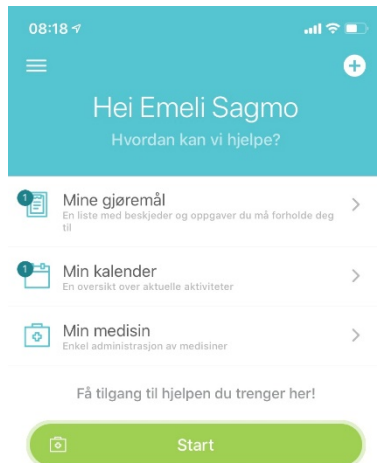 08:18
Hei Emeli Sagmo
Hvordan kan vi hjelpe?
1
Mine gjøremål
En liste med beskjeder og oppgaver du må forholde deg
til
1
Min kalender
En oversikt over aktuelle aktiviteter
Min medisin
Enkel administrasjon av medisiner
Få tilgang til hjelpen du trenger her!
Start